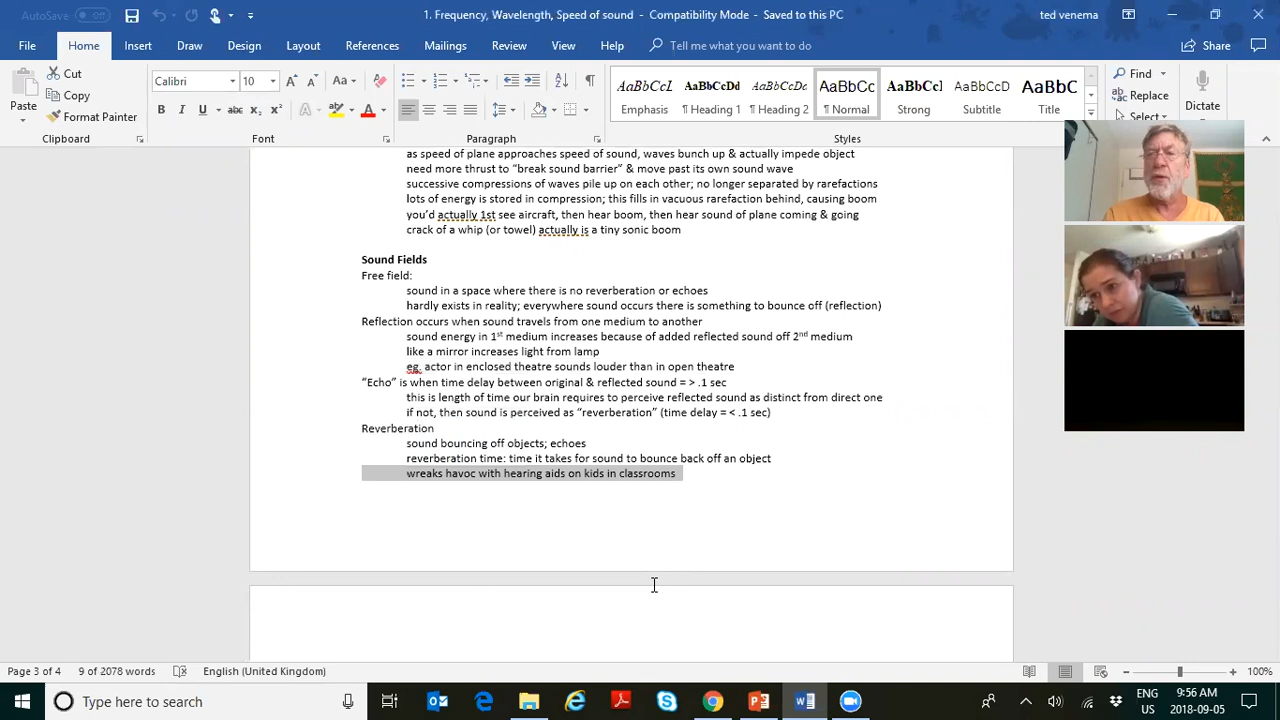 AutoSave Off 1. Frequency, Wavelength, Speed of sound - Compatibility Mode - Saved to this PC ted venema
File Home Insert Draw Design Layout References Mailings Review View Help Tell me what you want to do Share
Paste Cut Copy Format Painter
Calibri 10
AaBbCcL AaBbCcDd AaBbCcDd AaBbCc AaBbCcI AaBbCcDd AaBbCc
Emphasis ¶ Heading 1 ¶ Heading 2 ¶ Normal Strong Subtitle Title
Find Replace Select Dictate
Clipboard Font Paragraph Styles
as speed of plane approaches speed of sound, waves bunch up & actually impede object
need more thrust to “break sound barrier” & move past its own sound wave
successive compressions of waves pile up on each other; no longer separated by rarefactions
lots of energy is stored in compression; this fills in vacuous rarefaction behind, causing boom
you’d actually 1st see aircraft, then hear boom, then hear sound of plane coming & going
crack of a whip (or towel) actually is a tiny sonic boom
Sound Fields
Free field:
sound in a space where there is no reverberation or echoes
hardly exists in reality; everywhere sound occurs there is something to bounce off (reflection)
Reflection occurs when sound travels from one medium to another
sound energy in 1st medium increases because of added reflected sound off 2nd medium
like a mirror increases light from lamp
eg. actor in enclosed theatre sounds louder than in open theatre
“Echo” is when time delay between original & reflected sound = > .1 sec
this is length of time our brain requires to perceive reflected sound as distinct from direct one
if not, then sound is perceived as “reverberation” (time delay = < .1 sec)
Reverberation
sound bouncing off objects; echoes
reverberation time: time it takes for sound to bounce back off an object
wreaks havoc with hearing aids on kids in classrooms
Page 3 of 4 9 of 2078 words English (United Kingdom) 100%
Type here to search
ENG 9:56 AM
US 2018-09-05